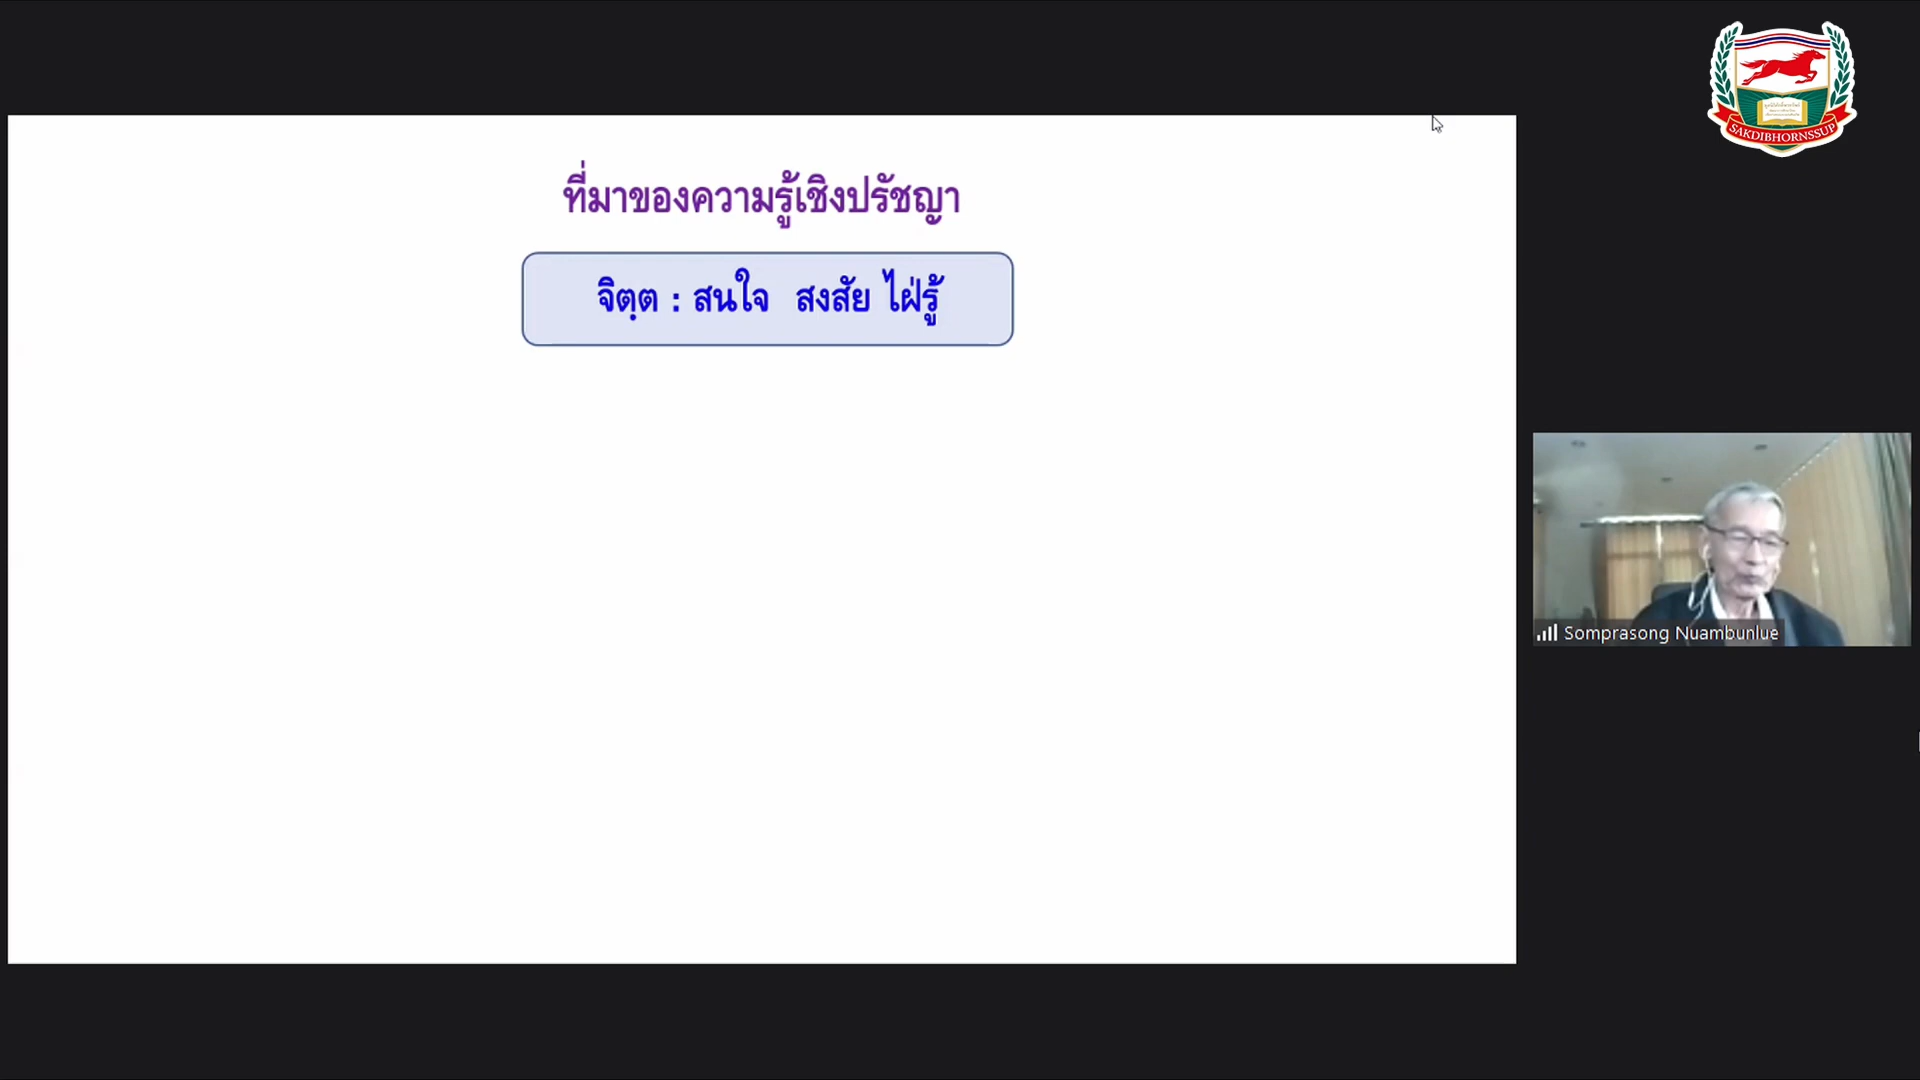 ที่มาของความรู้เชิงปรัชญา
จิตฺต : สนใจ สงสัย ไฝ่รู้
SAKDIBHORNSSUP
Somprasong Nuambunlue